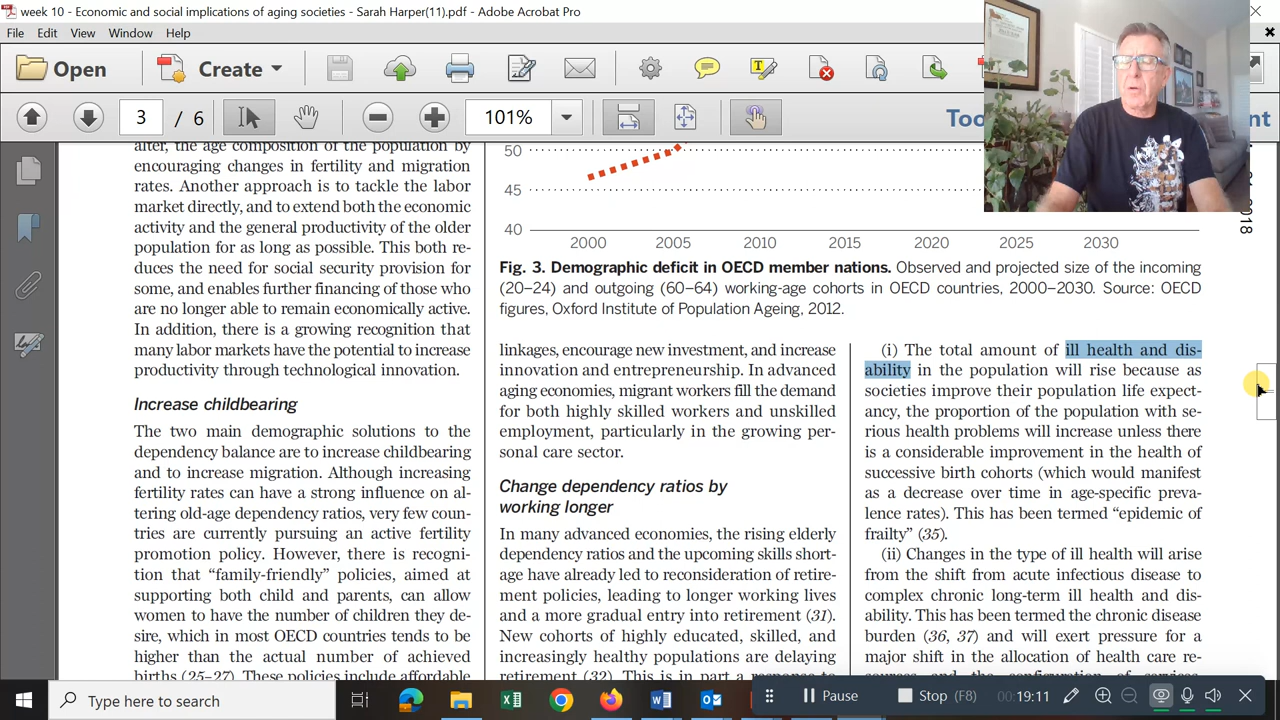 week 10 - Economic and social implications of aging societies - Sarah Harper(11).pdf - Adobe Acrobat Pro
File Edit View Window Help
Open Create
3 / 6 101%
50
45
40
2000 2005 2010 2015 2020 2025 2030
2018
Fig. 3. Demographic deficit in OECD member nations. Observed and projected size of the incoming
(20–24) and outgoing (60–64) working-age cohorts in OECD countries, 2000–2030. Source: OECD
figures, Oxford Institute of Population Ageing, 2012.
alter, the age composition of the population by
encouraging changes in fertility and migration
rates. Another approach is to tackle the labor
market directly, and to extend both the economic
activity and the general productivity of the older
population for as long as possible. This both re-
duces the need for social security provision for
some, and enables further financing of those who
are no longer able to remain economically active.
In addition, there is a growing recognition that
many labor markets have the potential to increase
productivity through technological innovation.
Increase childbearing
The two main demographic solutions to the
dependency balance are to increase childbearing
and to increase migration. Although increasing
fertility rates can have a strong influence on al-
tering old-age dependency ratios, very few coun-
tries are currently pursuing an active fertility
promotion policy. However, there is recogni-
tion that “family-friendly” policies, aimed at
supporting both child and parents, can allow
women to have the number of children they de-
sire, which in most OECD countries tends to be
higher than the actual number of achieved
births (25–27). These policies include affordable
linkages, encourage new investment, and increase
innovation and entrepreneurship. In advanced
aging economies, migrant workers fill the demand
for both highly skilled workers and unskilled
employment, particularly in the growing per-
sonal care sector.
Change dependency ratios by
working longer
In many advanced economies, the rising elderly
dependency ratios and the upcoming skills short-
age have already led to reconsideration of retire-
ment policies, leading to longer working lives
and a more gradual entry into retirement (31).
New cohorts of highly educated, skilled, and
increasingly healthy populations are delaying
retirement (32). This is in part a response to
(i) The total amount of ill health and dis-
ability in the population will rise because as
societies improve their population life expect-
ancy, the proportion of the population with se-
rious health problems will increase unless there
is a considerable improvement in the health of
successive birth cohorts (which would manifest
as a decrease over time in age-specific preva-
lence rates). This has been termed “epidemic of
frailty” (35).
(ii) Changes in the type of ill health will arise
from the shift from acute infectious disease to
complex chronic long-term ill health and dis-
ability. This has been termed the chronic disease
burden (36, 37) and will exert pressure for a
major shift in the allocation of health care re-
sources and the configuration of services
Type here to search
Pause Stop (F8) 00:19:11